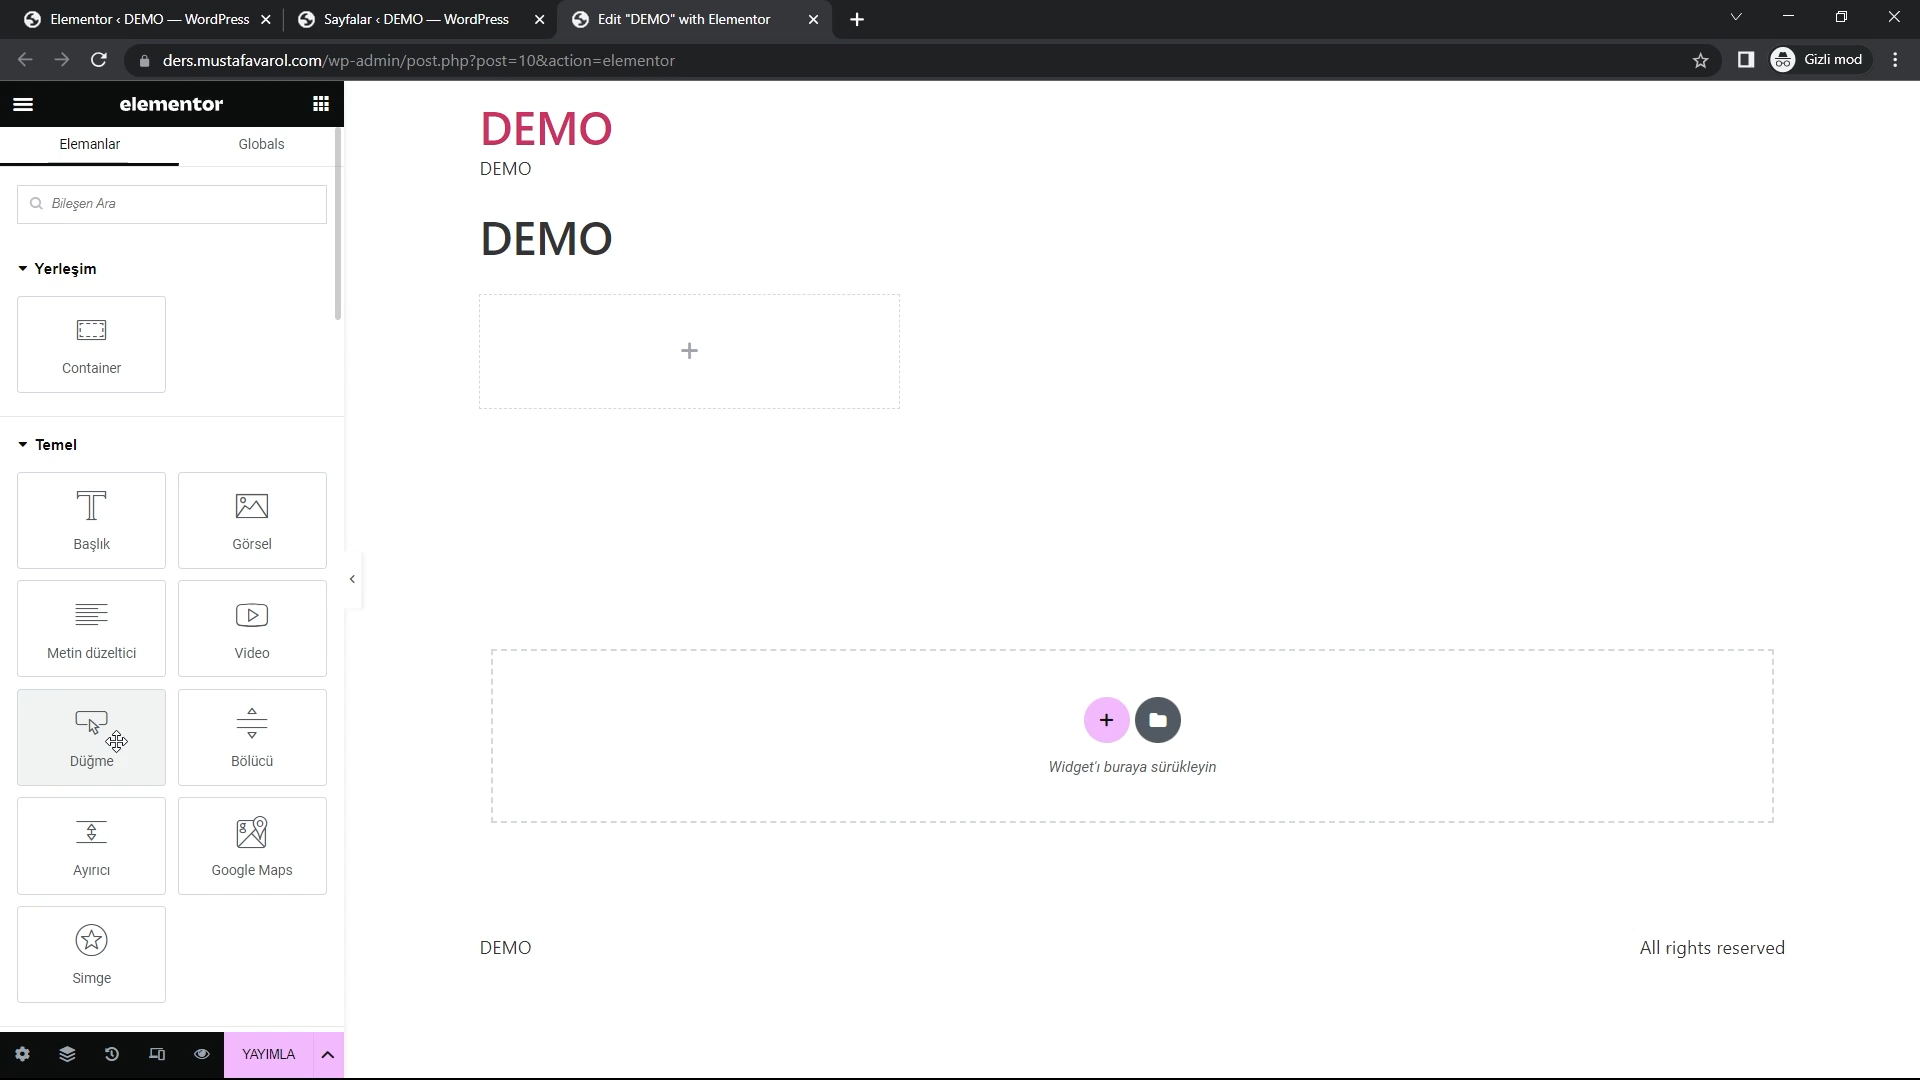 Elementor ‹ DEMO — WordPress
Sayfalar ‹ DEMO — WordPress
Edit "DEMO" with Elementor
ders.mustafavarol.com/wp-admin/post.php?post=10&action=elementor
Gizli mod
elementor
Elemanlar
Globals
Bileşen Ara
Yerleşim
Container
Temel
Başlık
Görsel
Metin düzeltici
Video
Düğme
Bölücü
Ayırıcı
Google Maps
Simge
YAYIMLA
DEMO
DEMO
DEMO
Widget'ı buraya sürükleyin
DEMO
All rights reserved